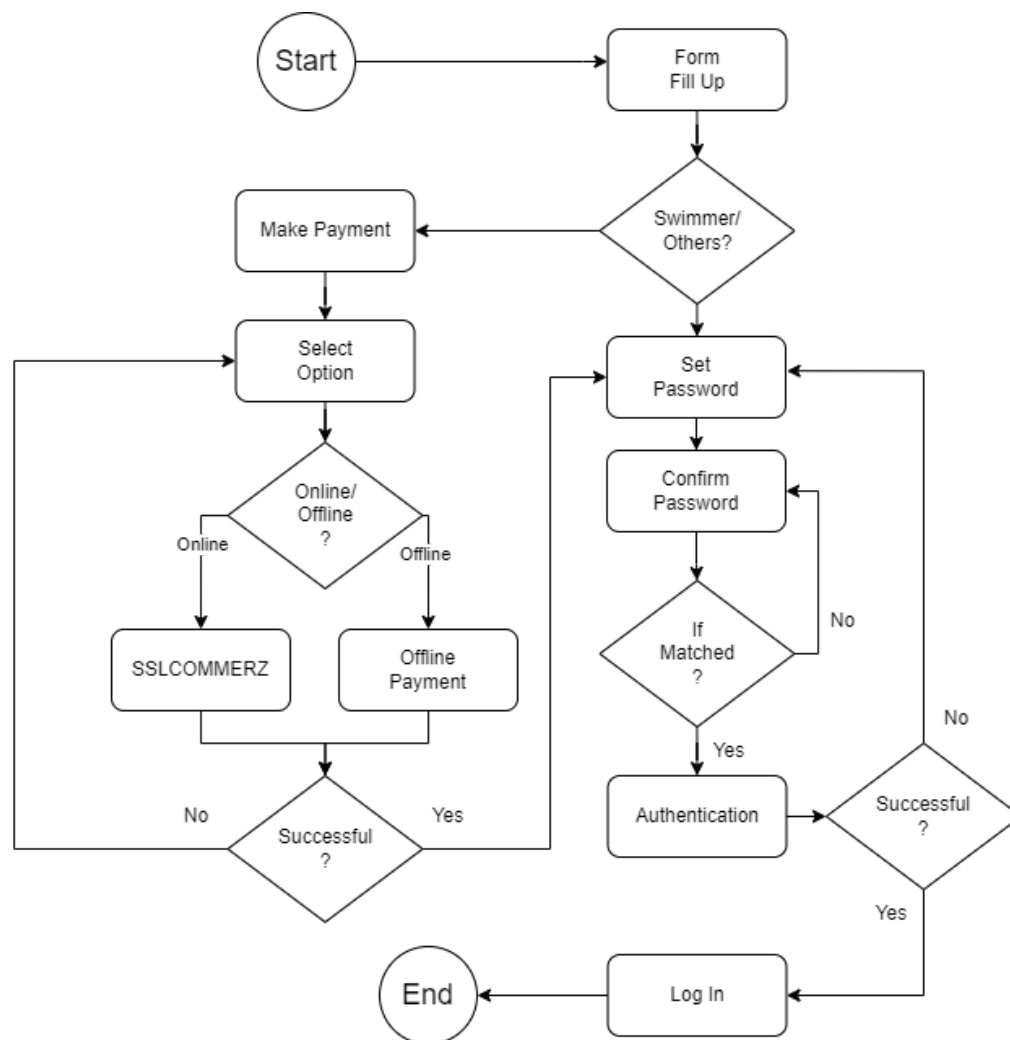 Start
Form
Fill Up
Make Payment
Swimmer/
Others?
Select
Option
Set
Password
Online/
Offline
?
Confirm
Password
Online
Offline
No
SSLCOMMERZ
Offline
Payment
If
Matched
?
No
Yes
No
Yes
Successful
?
Authentication
Successful
?
Yes
End
Log In